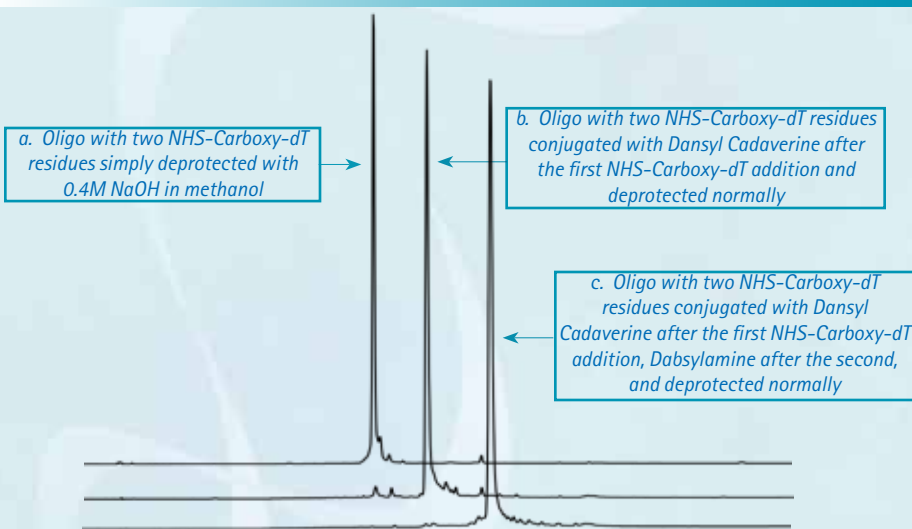 a. Oligo with two NHS-Carboxy-dT
residues simply deprotected with
0.4M NaOH in methanol
b. Oligo with two NHS-Carboxy-dT residues
conjugated with Dansyl Cadaverine after
the first NHS-Carboxy-dT addition and
deprotected normally
c. Oligo with two NHS-Carboxy-dT
residues conjugated with Dansyl
Cadaverine after the first NHS-Carboxy-dT
addition, Dabsylamine after the second,
and deprotected normally